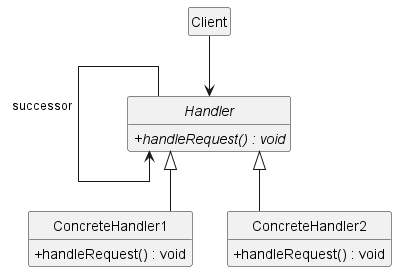 Client
successor
Handler
+handleRequest() : void
ConcreteHandler1
+handleRequest() : void
ConcreteHandler2
+handleRequest() : void